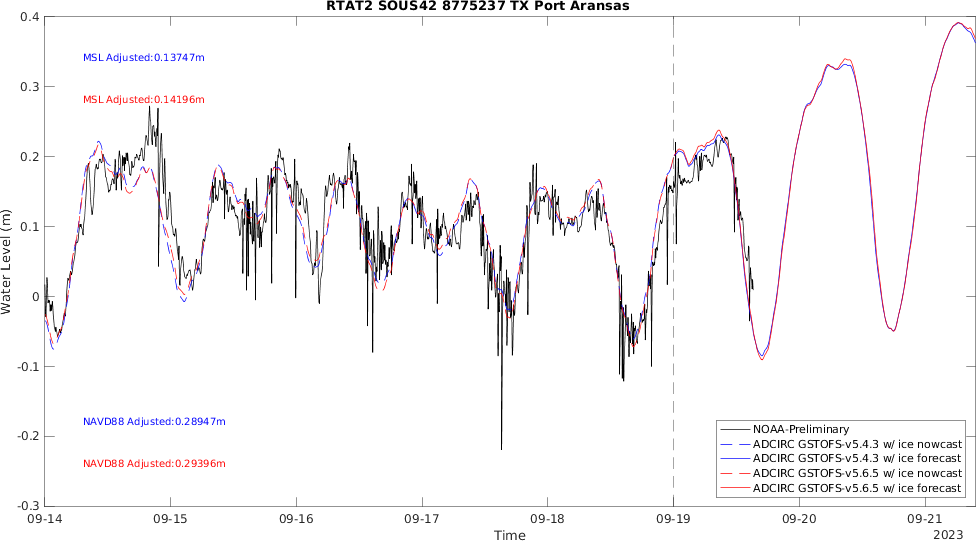 RTAT2 SOUS42 8775237 TX Port Aransas
0.4
0.3
0.2
0.1
0
-0.1
-0.2
-0.3
Water Level (m)
MSL Adjusted:0.13747m
MSL Adjusted:0.14196m
NAVD88 Adjusted:0.28947m
NAVD88 Adjusted:0.29396m
NOAA-Preliminary
ADCIRC GSTOFS-v5.4.3 w/ ice nowcast
ADCIRC GSTOFS-v5.4.3 w/ ice forecast
ADCIRC GSTOFS-v5.6.5 w/ ice nowcast
ADCIRC GSTOFS-v5.6.5 w/ ice forecast
09-14 09-15 09-16 09-17 09-18 09-19 09-20 09-21
Time
2023